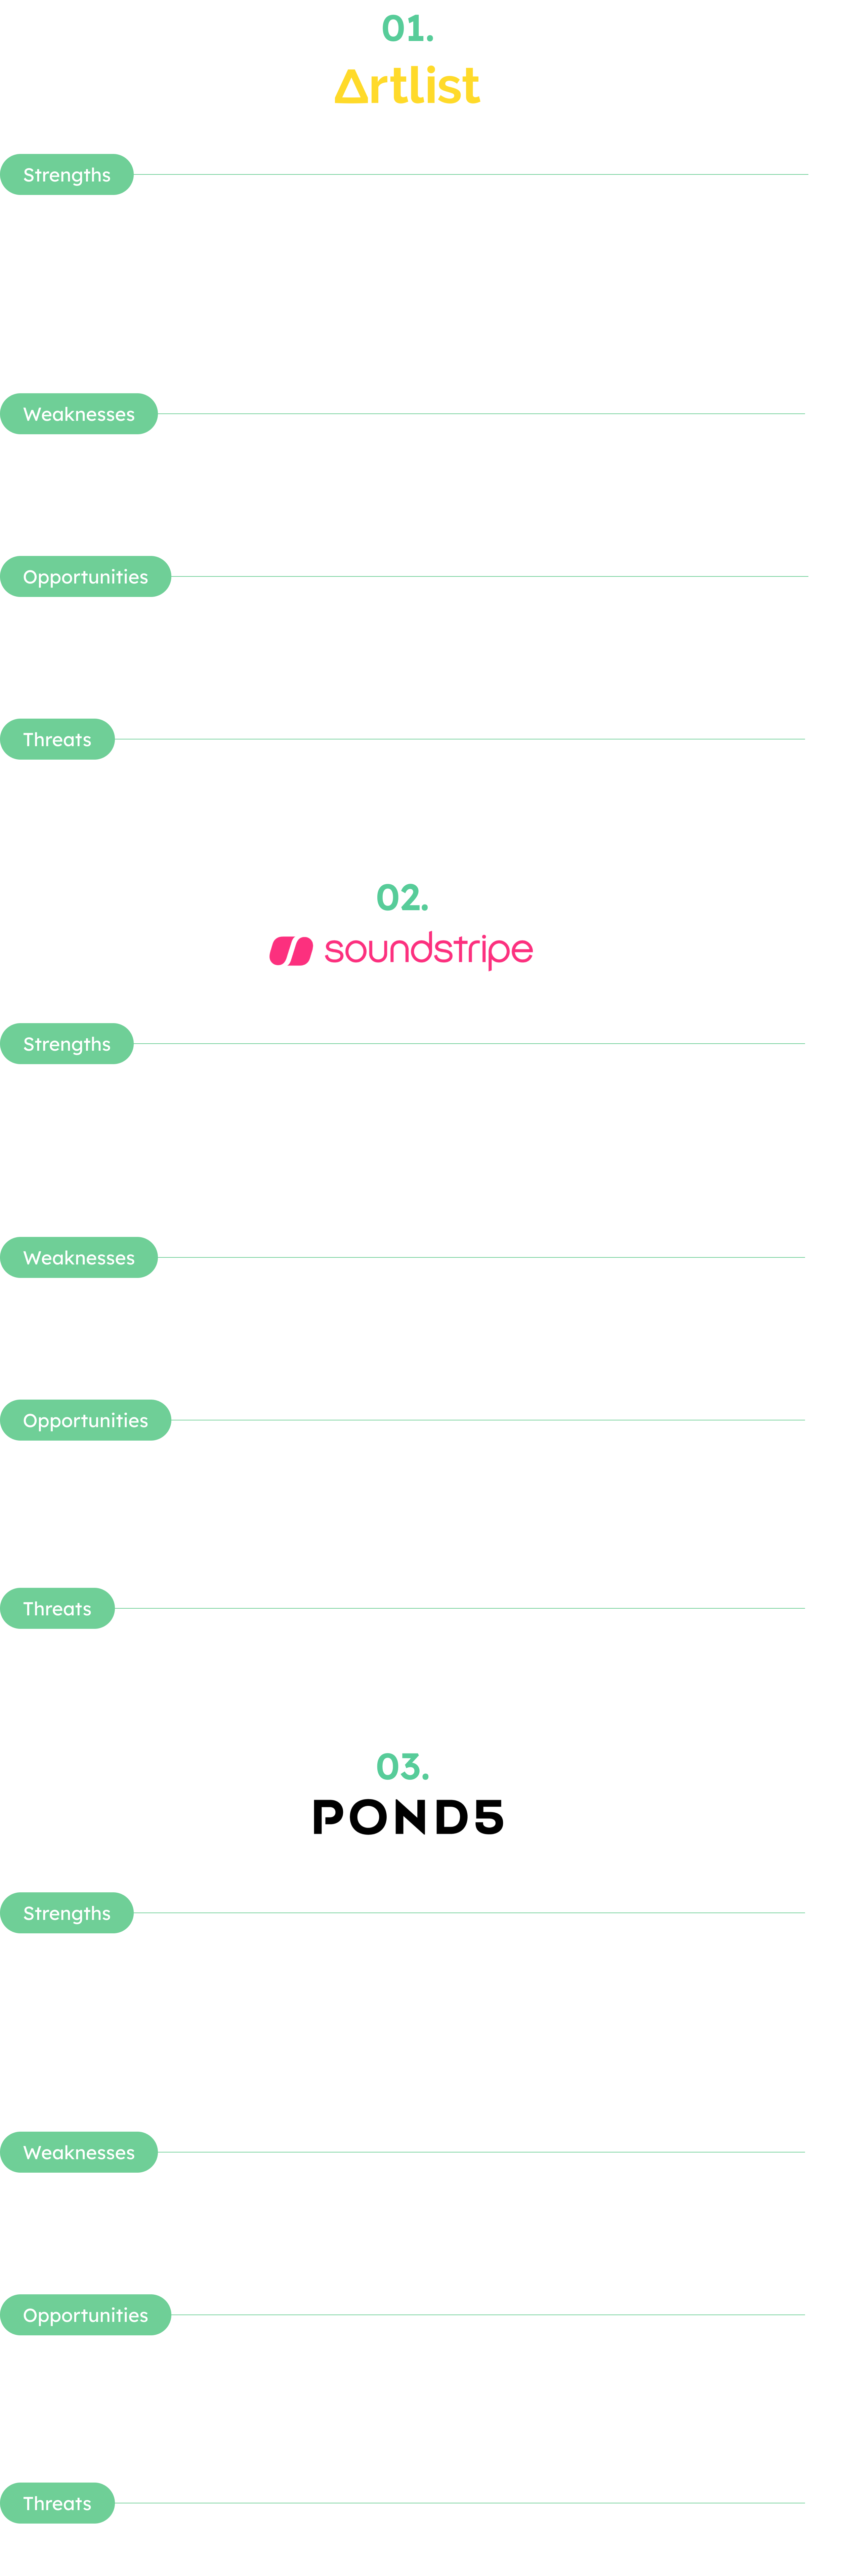 01.
Artlist
Strengths
Weaknesses
Opportunities
Threats
02.
soundstripe
Strengths
Weaknesses
Opportunities
Threats
03.
POND5
Strengths
Weaknesses
Opportunities
Threats